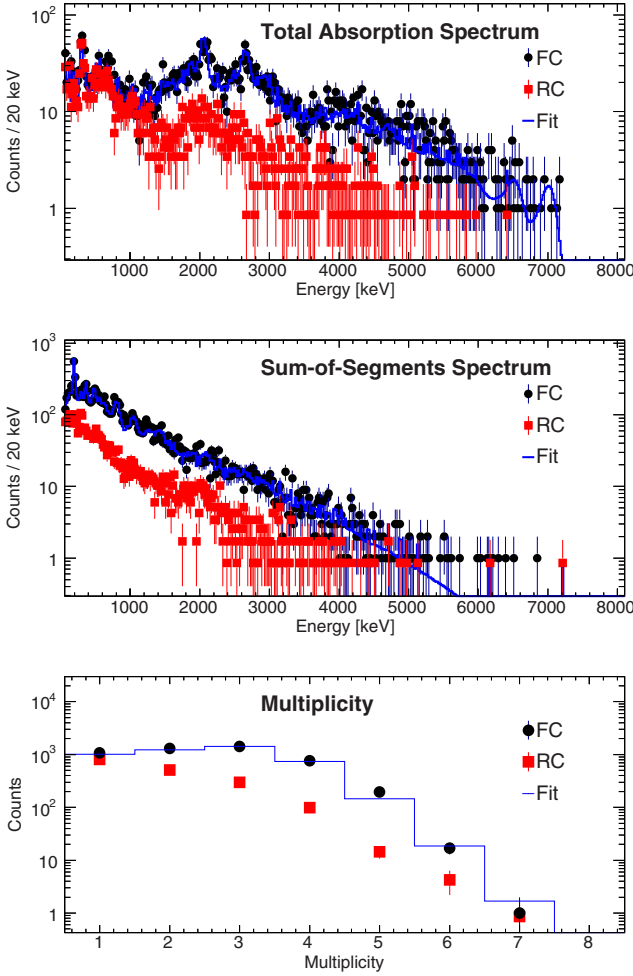 10²
Total Absorption Spectrum
FC
RC
Fit
10
1
Counts / 20 keV
1000 2000 3000 4000 5000 6000 7000 8000
Energy [keV]
10³
Sum-of-Segments Spectrum
FC
RC
Fit
10²
10
1
Counts / 20 keV
1000 2000 3000 4000 5000 6000 7000 8000
Energy [keV]
10⁴
Multiplicity
FC
RC
Fit
10³
10²
10
1
Counts
1 2 3 4 5 6 7 8
Multiplicity